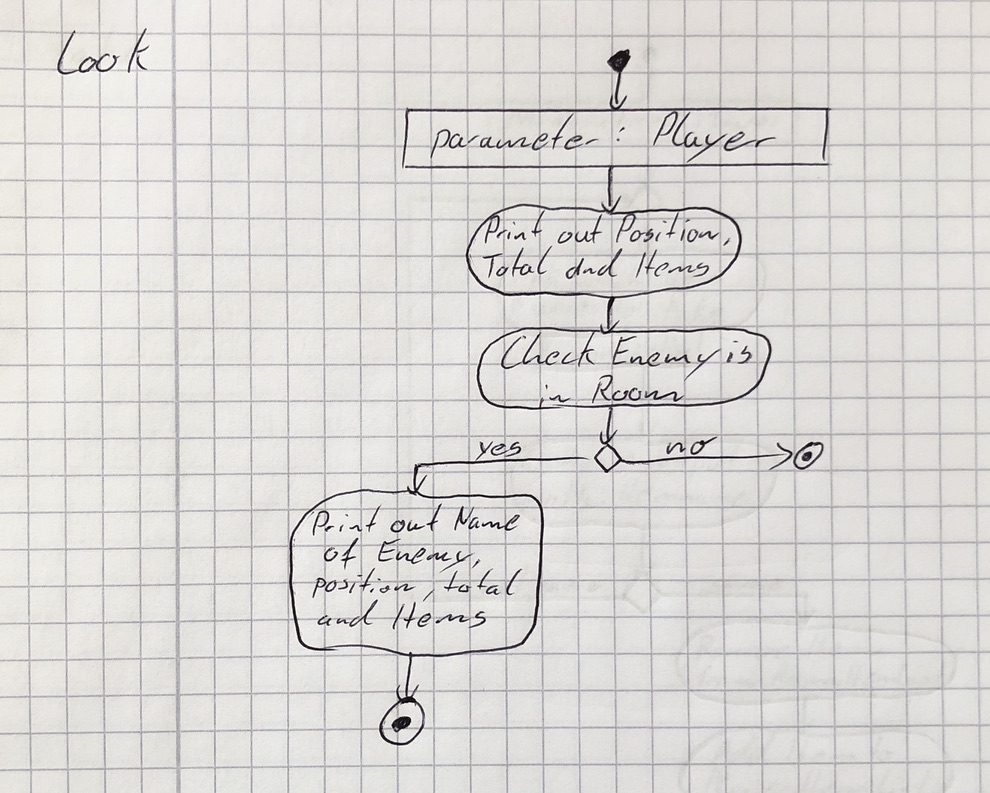 Look
parameter: Player
Print out Position,
Total and Items
Check Enemy is
in Room
yes
no
Print out Name
of Enemy,
position, total
and Items